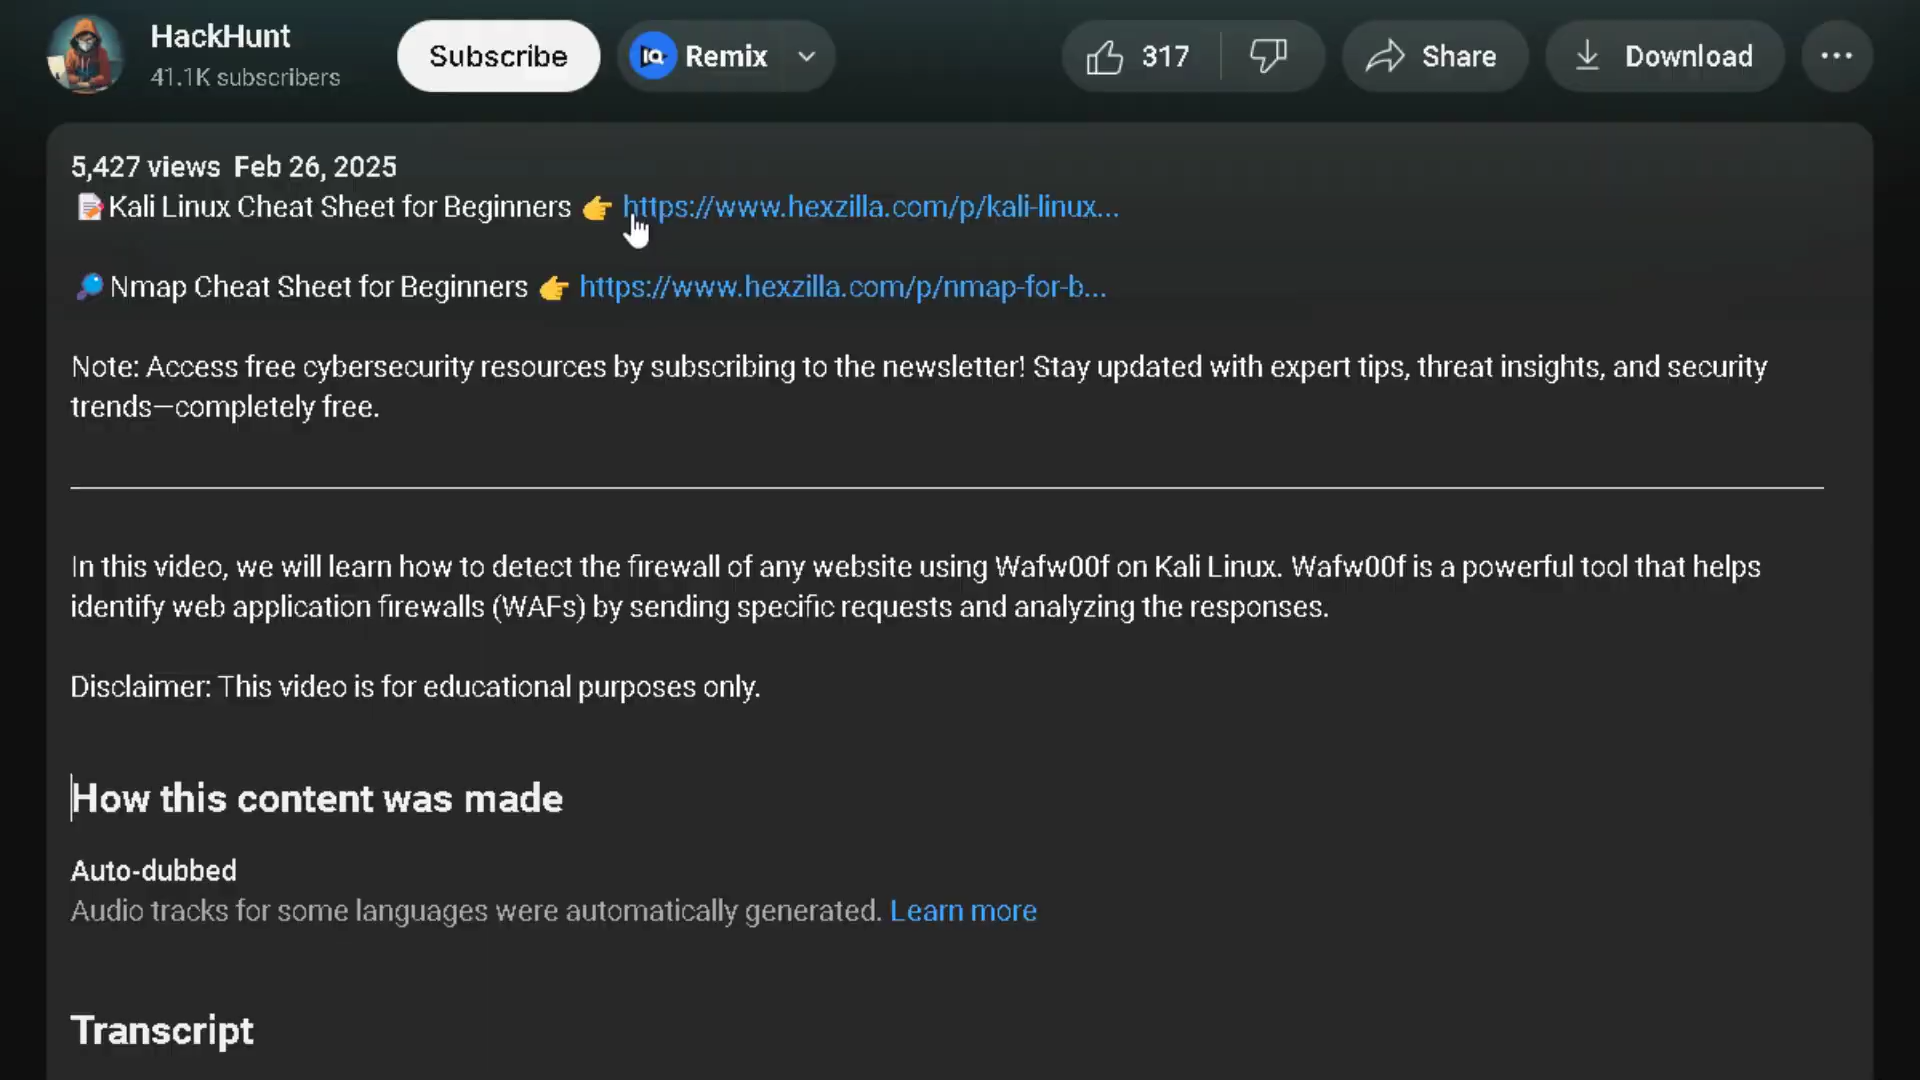 HackHunt
41.1K subscribers
Subscribe
Remix
317
Share
Download
5,427 views Feb 26, 2025
📝Kali Linux Cheat Sheet for Beginners 👉 https://www.hexzilla.com/p/kali-linux...
🔎Nmap Cheat Sheet for Beginners 👉 https://www.hexzilla.com/p/nmap-for-b...
Note: Access free cybersecurity resources by subscribing to the newsletter! Stay updated with expert tips, threat insights, and security
trends—completely free.
In this video, we will learn how to detect the firewall of any website using Wafw00f on Kali Linux. Wafw00f is a powerful tool that helps
identify web application firewalls (WAFs) by sending specific requests and analyzing the responses.
Disclaimer: This video is for educational purposes only.
How this content was made
Auto-dubbed
Audio tracks for some languages were automatically generated. Learn more
Transcript